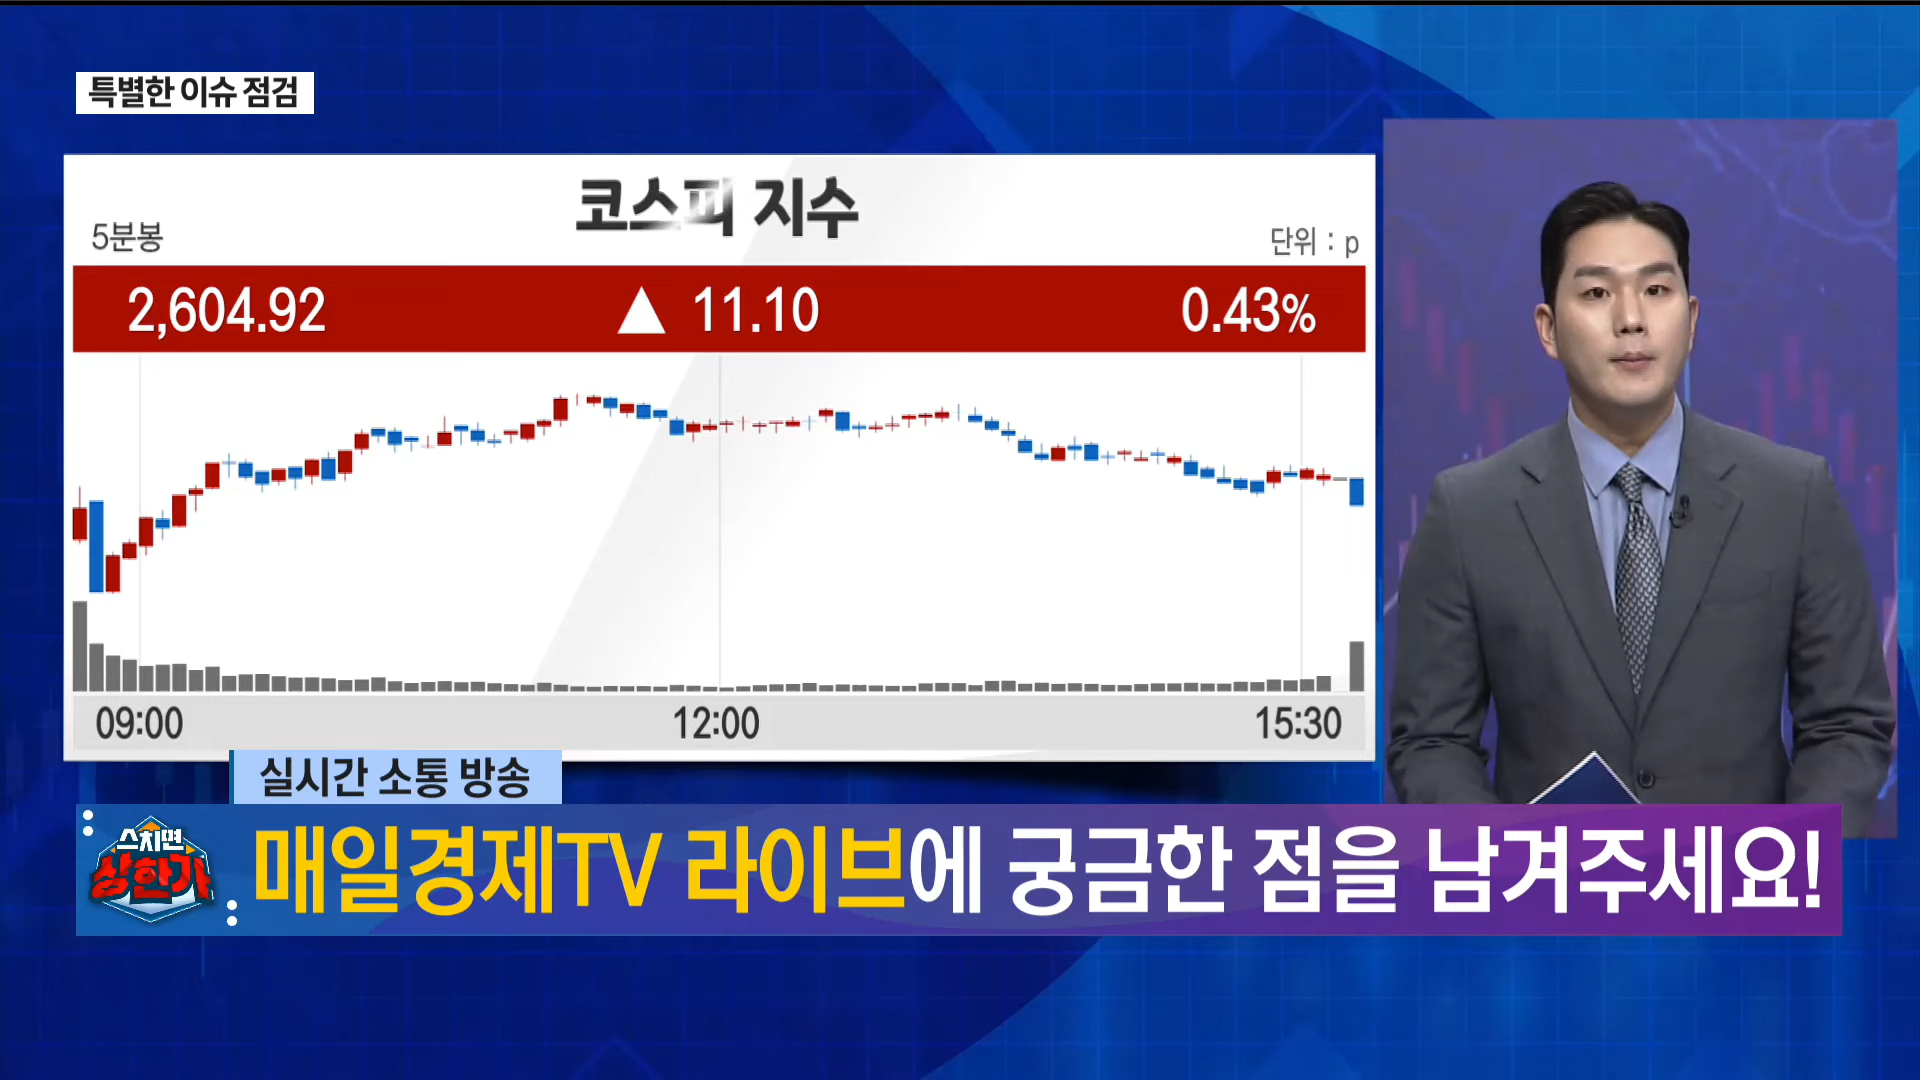 특별한 이슈 점검
코스피 지수
5분봉
단위 : p
2,604.92 ▲ 11.10 0.43%
09:00 12:00 15:30
실시간 소통 방송
스치면
상한가
매일경제TV 라이브에 궁금한 점을 남겨주세요!